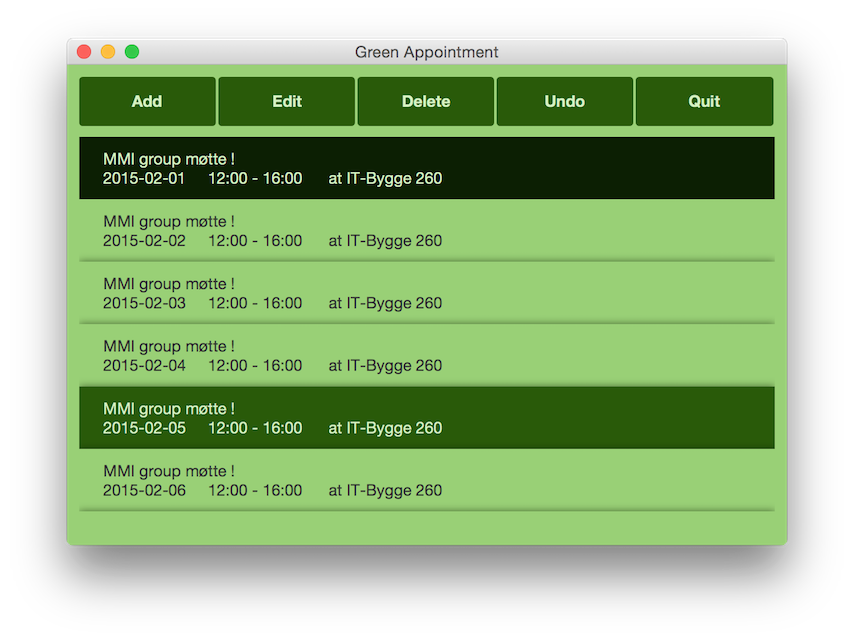 Green Appointment
Add Edit Delete Undo Quit
MMI group møtte !
2015-02-01 12:00 - 16:00 at IT-Bygge 260
MMI group møtte !
2015-02-02 12:00 - 16:00 at IT-Bygge 260
MMI group møtte !
2015-02-03 12:00 - 16:00 at IT-Bygge 260
MMI group møtte !
2015-02-04 12:00 - 16:00 at IT-Bygge 260
MMI group møtte !
2015-02-05 12:00 - 16:00 at IT-Bygge 260
MMI group møtte !
2015-02-06 12:00 - 16:00 at IT-Bygge 260